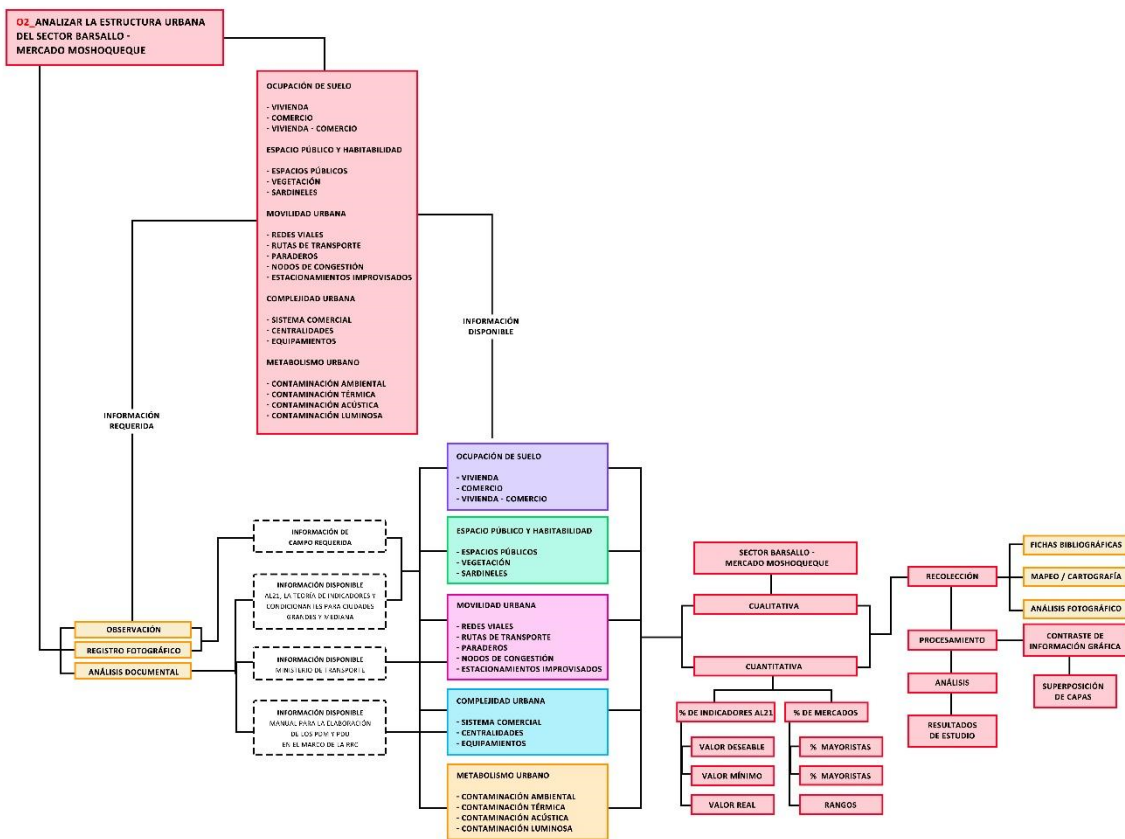 O2_ANALIZAR LA ESTRUCTURA URBANA
DEL SECTOR BARSALLO -
MERCADO MOSHOQUEQUE
OCUPACIÓN DE SUELO
- VIVIENDA
- COMERCIO
- VIVIENDA - COMERCIO
ESPACIO PÚBLICO Y HABITABILIDAD
- ESPACIOS PÚBLICOS
- VEGETACIÓN
- SARDINELES
MOVILIDAD URBANA
- REDES VIALES
- RUTAS DE TRANSPORTE
- PARADEROS
- NODOS DE CONGESTIÓN
- ESTACIONAMIENTOS IMPROVISADOS
COMPLEJIDAD URBANA
- SISTEMA COMERCIAL
- CENTRALIDADES
- EQUIPAMIENTOS
METABOLISMO URBANO
- CONTAMINACIÓN AMBIENTAL
- CONTAMINACIÓN TÉRMICA
- CONTAMINACIÓN ACÚSTICA
- CONTAMINACIÓN LUMINOSA
INFORMACIÓN
DISPONIBLE
INFORMACIÓN
REQUERIDA
OBSERVACIÓN
REGISTRO FOTOGRÁFICO
ANÁLISIS DOCUMENTAL
INFORMACIÓN DE
CAMPO REQUERIDA
INFORMACIÓN DISPONIBLE
AL21, LA TEORÍA DE INDICADORES Y
CONDICIONANTES PARA CIUDADES
GRANDES Y MEDIANA
INFORMACIÓN DISPONIBLE
MINISTERIO DE TRANSPORTE
INFORMACIÓN DISPONIBLE
MANUAL PARA LA ELABORACIÓN
DE LOS PDM Y PDU
EN EL MARCO DE LA RRC
OCUPACIÓN DE SUELO
- VIVIENDA
- COMERCIO
- VIVIENDA - COMERCIO
ESPACIO PÚBLICO Y HABITABILIDAD
- ESPACIOS PÚBLICOS
- VEGETACIÓN
- SARDINELES
MOVILIDAD URBANA
- REDES VIALES
- RUTAS DE TRANSPORTE
- PARADEROS
- NODOS DE CONGESTIÓN
- ESTACIONAMIENTOS IMPROVISADOS
COMPLEJIDAD URBANA
- SISTEMA COMERCIAL
- CENTRALIDADES
- EQUIPAMIENTOS
METABOLISMO URBANO
- CONTAMINACIÓN AMBIENTAL
- CONTAMINACIÓN TÉRMICA
- CONTAMINACIÓN ACÚSTICA
- CONTAMINACIÓN LUMINOSA
SECTOR BARSALLO -
MERCADO MOSHOQUEQUE
CUALITATIVA
CUANTITATIVA
% DE INDICADORES AL21
VALOR DESEABLE
VALOR MÍNIMO
VALOR REAL
% DE MERCADOS
% MAYORISTAS
% MAYORISTAS
RANGOS
RECOLECCIÓN
PROCESAMIENTO
ANÁLISIS
RESULTADOS
DE ESTUDIO
FICHAS BIBLIOGRÁFICAS
MAPEO / CARTOGRAFÍA
ANÁLISIS FOTOGRÁFICO
CONTRASTE DE
INFORMACIÓN GRÁFICA
SUPERPOSICIÓN
DE CAPAS